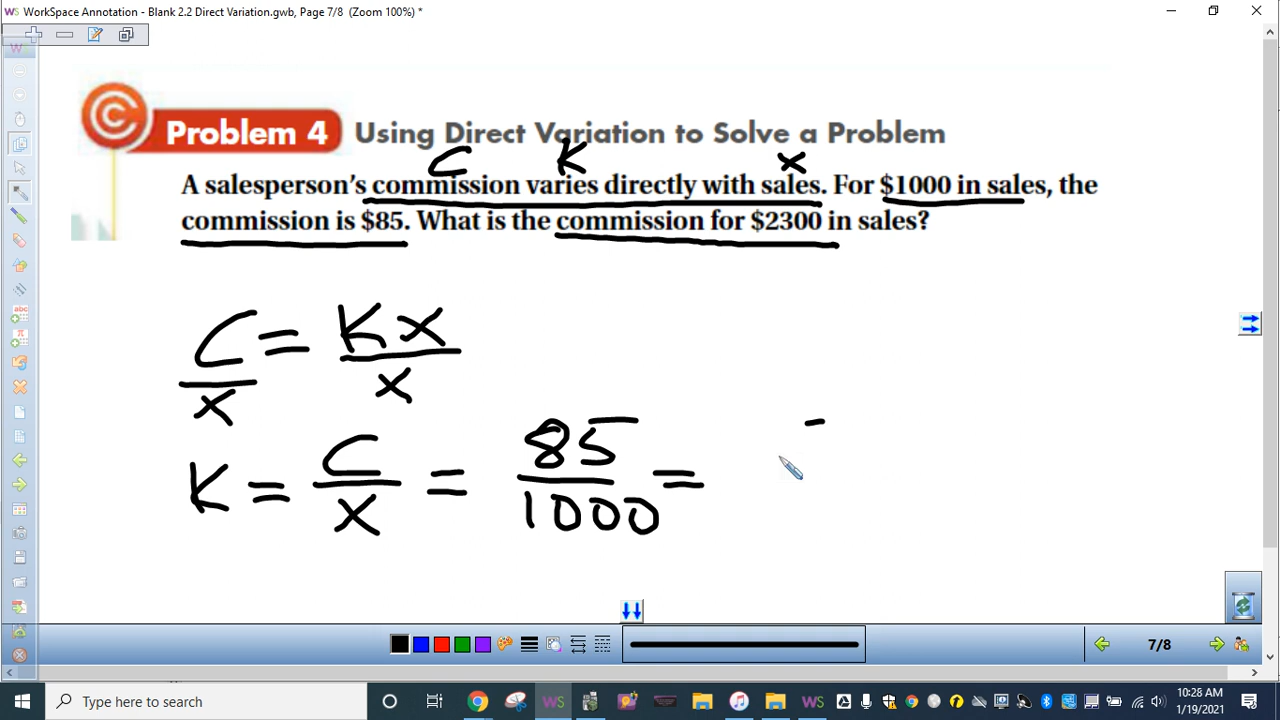 WS WorkSpace Annotation - Blank 2.2 Direct Variation.gwb, Page 7/8 (Zoom 100%) *
© Problem 4 Using Direct Variation to Solve a Problem
C K x
A salesperson's commission varies directly with sales. For $1000 in sales, the
commission is $85. What is the commission for $2300 in sales?
C = Kx
x x
K = C/x = 85/1000 =
7/8
Type here to search
WS
WS
10:28 AM
1/19/2021